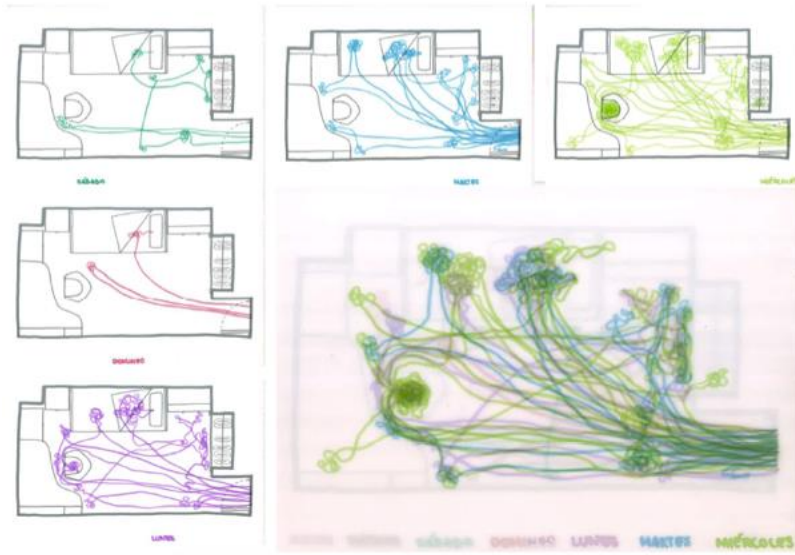 SÁBADO
MARTES
MIÉRCOLES
DOMINGO
LUNES
SÁBADO DOMINGO LUNES MARTES MIÉRCOLES